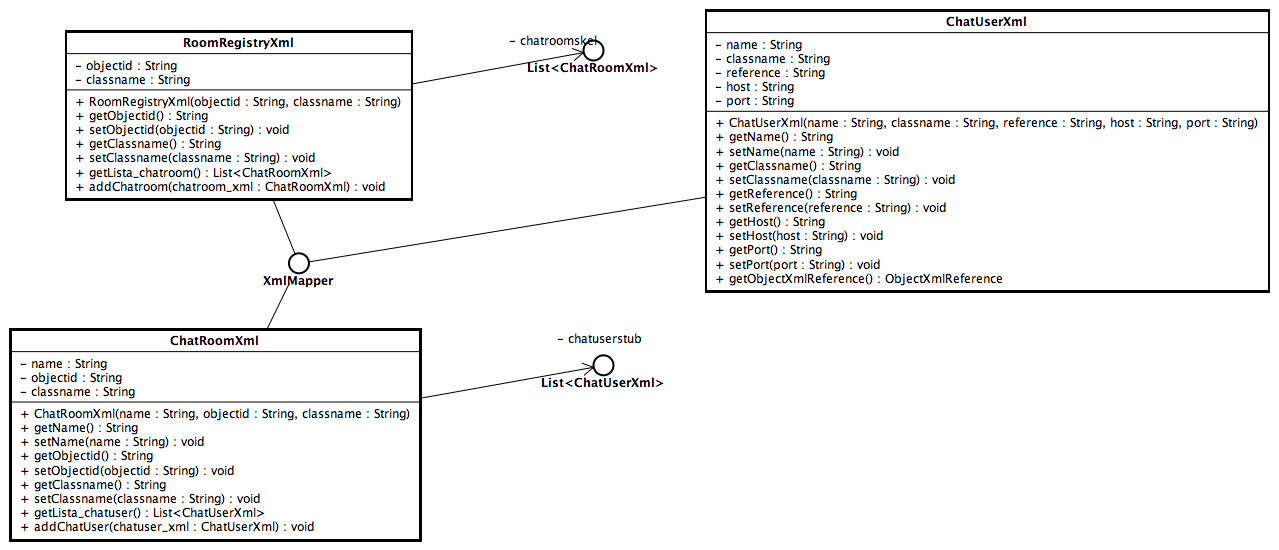 RoomRegistryXml
- objectid : String
- classname : String
+ RoomRegistryXml(objectid : String, classname : String)
+ getObjectid() : String
+ setObjectid(objectid : String) : void
+ getClassname() : String
+ setClassname(classname : String) : void
+ getLista_chatroom() : List<ChatRoomXml>
+ addChatroom(chatroom_xml : ChatRoomXml) : void
- chatroomskel
List<ChatRoomXml>
ChatUserXml
- name : String
- classname : String
- reference : String
- host : String
- port : String
+ ChatUserXml(name : String, classname : String, reference : String, host : String, port : String)
+ getName() : String
+ setName(name : String) : void
+ getClassname() : String
+ setClassname(classname : String) : void
+ getReference() : String
+ setReference(reference : String) : void
+ getHost() : String
+ setHost(host : String) : void
+ getPort() : String
+ setPort(port : String) : void
+ getObjectXmlReference() : ObjectXmlReference
XmlMapper
ChatRoomXml
- name : String
- objectid : String
- classname : String
+ ChatRoomXml(name : String, objectid : String, classname : String)
+ getName() : String
+ setName(name : String) : void
+ getObjectid() : String
+ setObjectid(objectid : String) : void
+ getClassname() : String
+ setClassname(classname : String) : void
+ getLista_chatuser() : List<ChatUserXml>
+ addChatUser(chatuser_xml : ChatUserXml) : void
- chatuserstub
List<ChatUserXml>